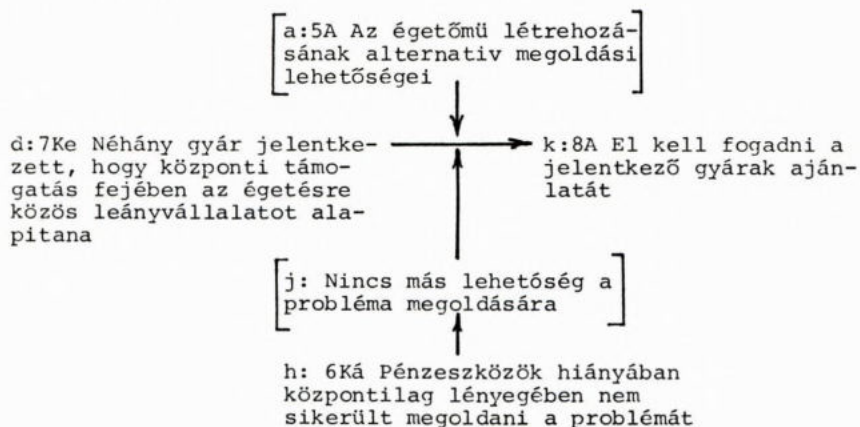 a:5A Az égetőmü létrehozá-
sának alternativ megoldási
lehetőségei
d:7Ke Néhány gyár jelentke-
zett, hogy központi támo-
gatás fejében az égetésre
közös leányvállalatot ala-
pitana
k:8A El kell fogadni a
jelentkező gyárak aján-
latát
j: Nincs más lehetőség a
probléma megoldására
h: 6Ká Pénzeszközök hiányában
központilag lényegében nem
sikerült megoldani a problémát